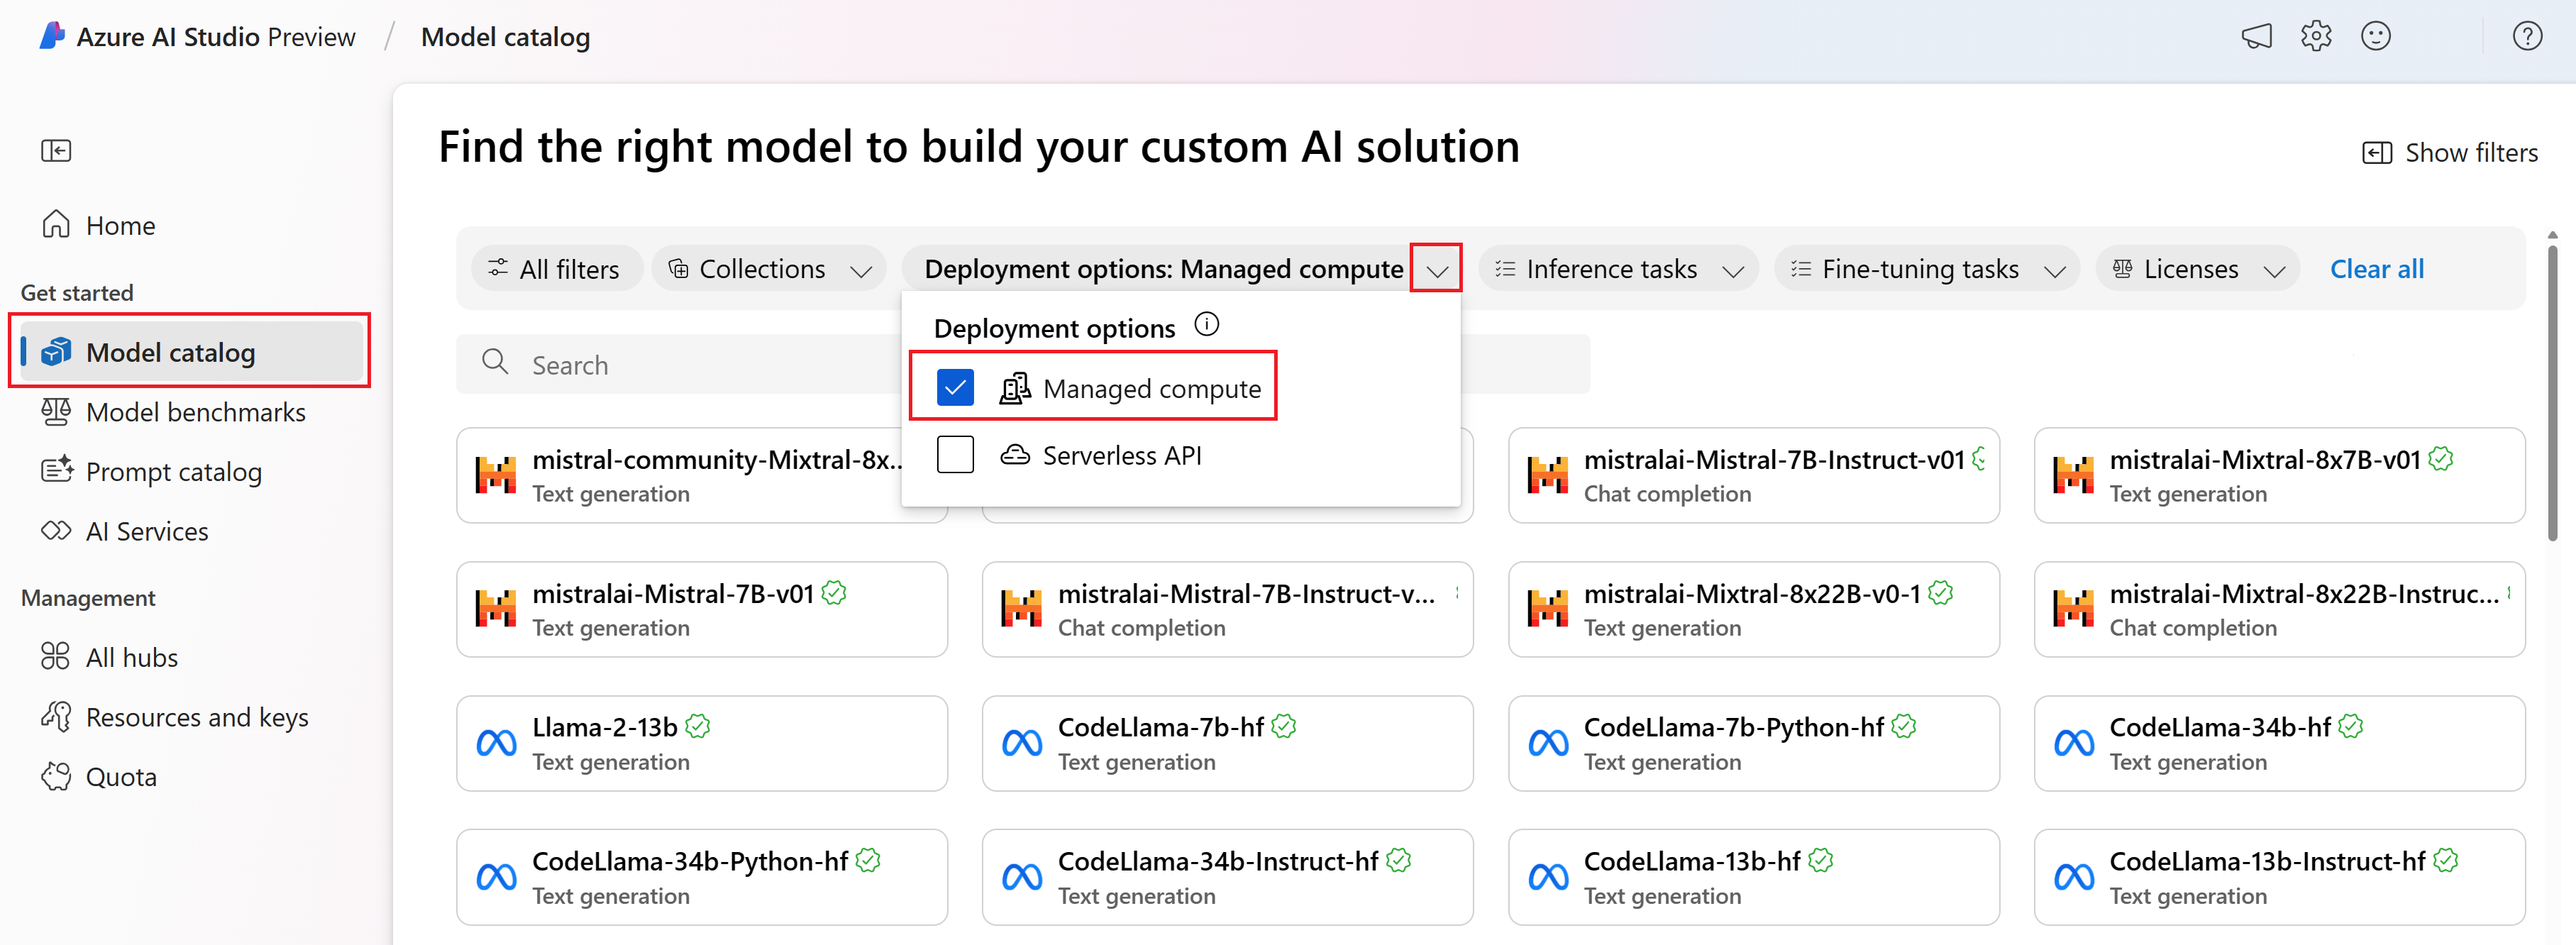 Azure AI Studio Preview / Model catalog
Find the right model to build your custom AI solution
Show filters
Home
Get started
Model catalog
Model benchmarks
Prompt catalog
AI Services
Management
All hubs
Resources and keys
Quota
All filters
Collections
Deployment options: Managed compute
Inference tasks
Fine-tuning tasks
Licenses
Clear all
Search
Deployment options
Managed compute
Serverless API
mistral-community-Mixtral-8x...
Text generation
mistralai-Mistral-7B-Instruct-v01
Chat completion
mistralai-Mixtral-8x7B-v01
Text generation
mistralai-Mistral-7B-v01
Text generation
mistralai-Mistral-7B-Instruct-v...
Chat completion
mistralai-Mixtral-8x22B-v0-1
Text generation
mistralai-Mixtral-8x22B-Instruc...
Chat completion
Llama-2-13b
Text generation
CodeLlama-7b-hf
Text generation
CodeLlama-7b-Python-hf
Text generation
CodeLlama-34b-hf
Text generation
CodeLlama-34b-Python-hf
Text generation
CodeLlama-34b-Instruct-hf
Text generation
CodeLlama-13b-hf
Text generation
CodeLlama-13b-Instruct-hf
Text generation